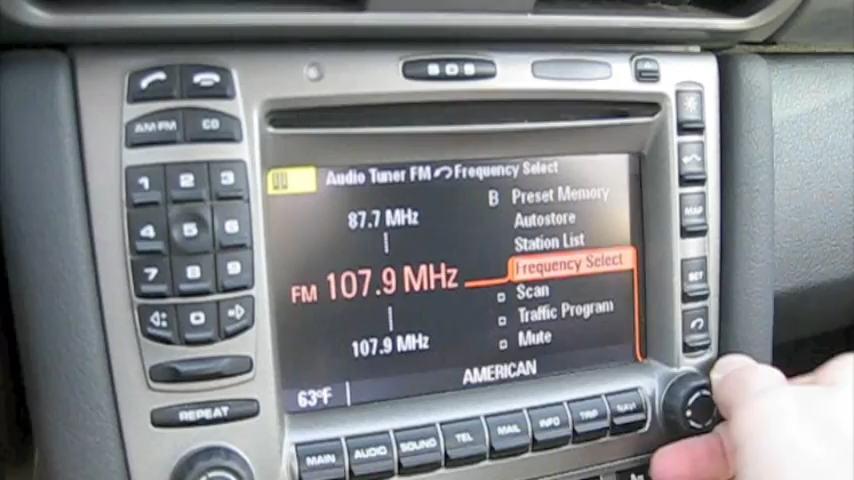 SOS
AM FM
CD
1
2
3
4
5
6
7
8
9
0
REPEAT
Audio Tuner FM Frequency Select
87.7 MHz
FM 107.9 MHz
107.9 MHz
B Preset Memory
Autostore
Station List
Frequency Select
Scan
Traffic Program
Mute
AMERICAN
63°F
MAP
SET
MAIN
AUDIO
SOUND
TEL
MAIL
INFO
TRIP
NAVI